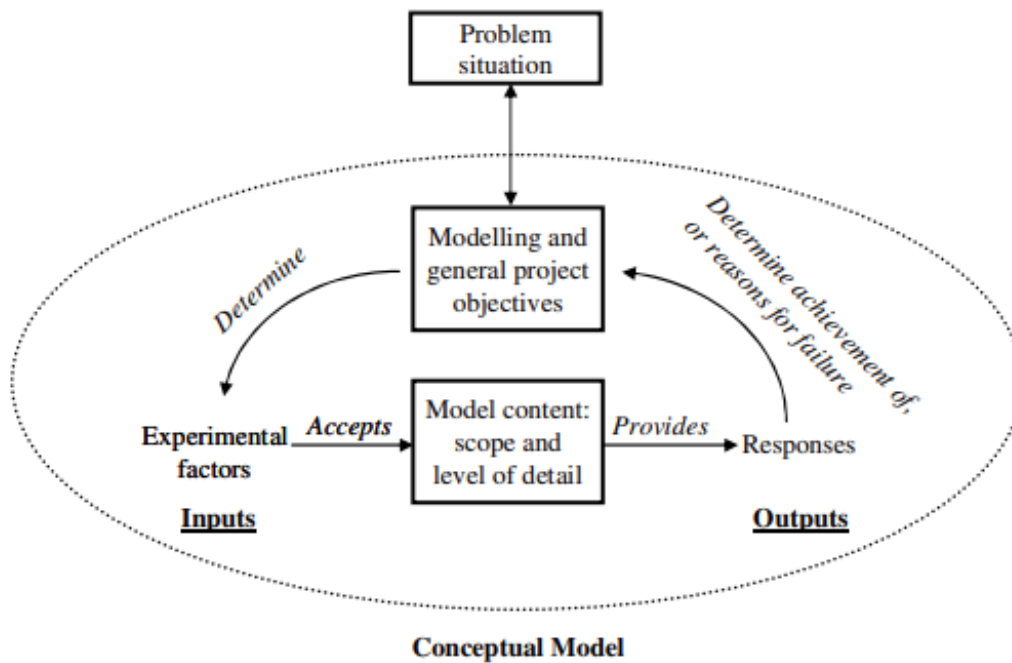 Problem
situation
Modelling and
general project
objectives
Determine
Determine achievement of,
or reasons for failure
Experimental
factors
Accepts
Model content:
scope and
level of detail
Provides
Responses
Inputs
Outputs
Conceptual Model